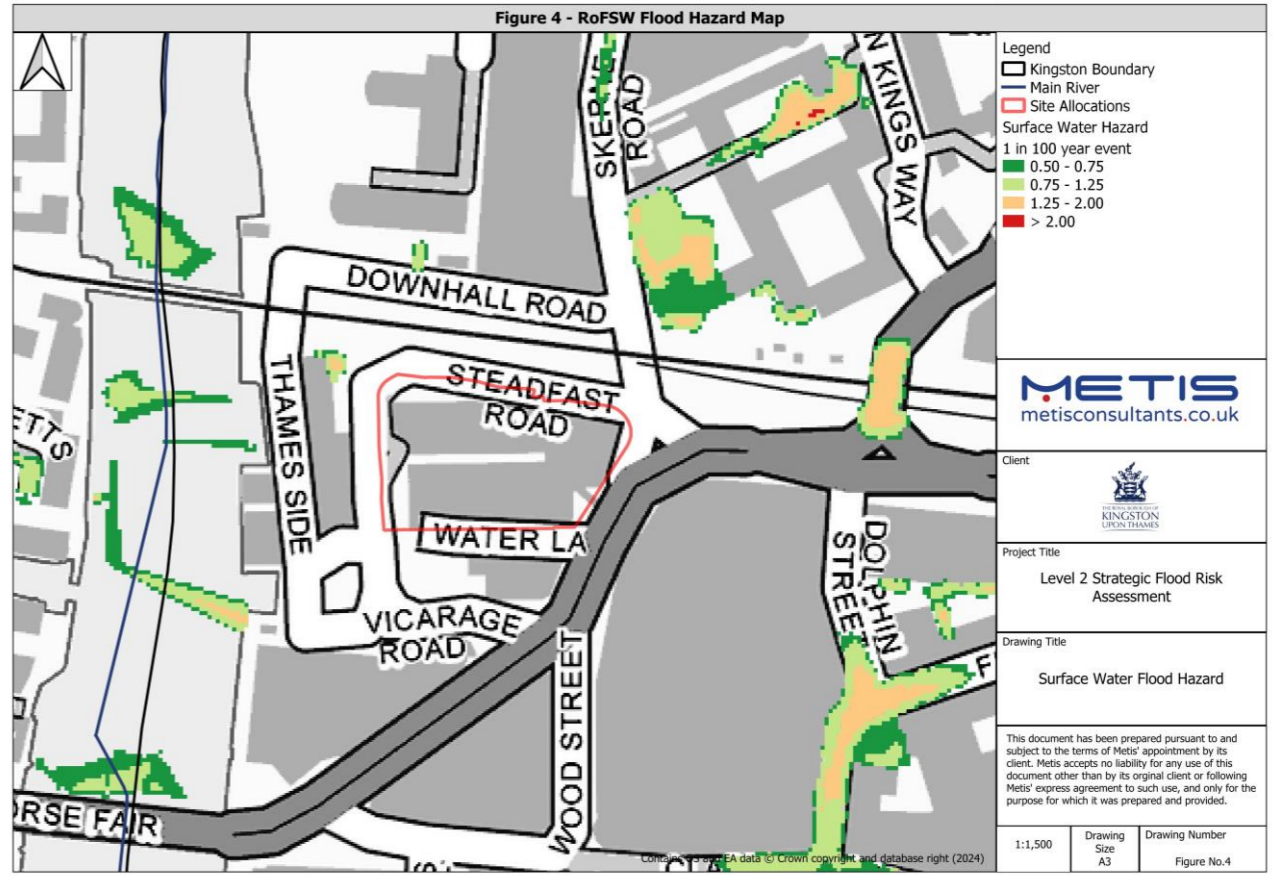 Figure 4 - RoFSW Flood Hazard Map
SKERNE
ROAD
N KINGS WAY
DOWNHALL ROAD
STEADFAST
ROAD
THAMES SIDE
ETTS
WATER LA
VICARAGE
ROAD
WOOD STREET
DOLPHIN
STREET
F
RSE FAIR
CLA
Contains OS and EA data © Crown copyright and database right (2024)
Legend
Kingston Boundary
Main River
Site Allocations
Surface Water Hazard
1 in 100 year event
0.50 - 0.75
0.75 - 1.25
1.25 - 2.00
> 2.00
METIS
metisconsultants.co.uk
Client
THE ROYAL BOROUGH OF
KINGSTON
UPON THAMES
Project Title
Level 2 Strategic Flood Risk
Assessment
Drawing Title
Surface Water Flood Hazard
This document has been prepared pursuant to and
subject to the terms of Metis' appointment by its
client. Metis accepts no liability for any use of this
document other than by its orginal client or following
Metis' express agreement to such use, and only for the
purpose for which it was prepared and provided.
1:1,500
Drawing
Size
A3
Drawing Number
Figure No.4